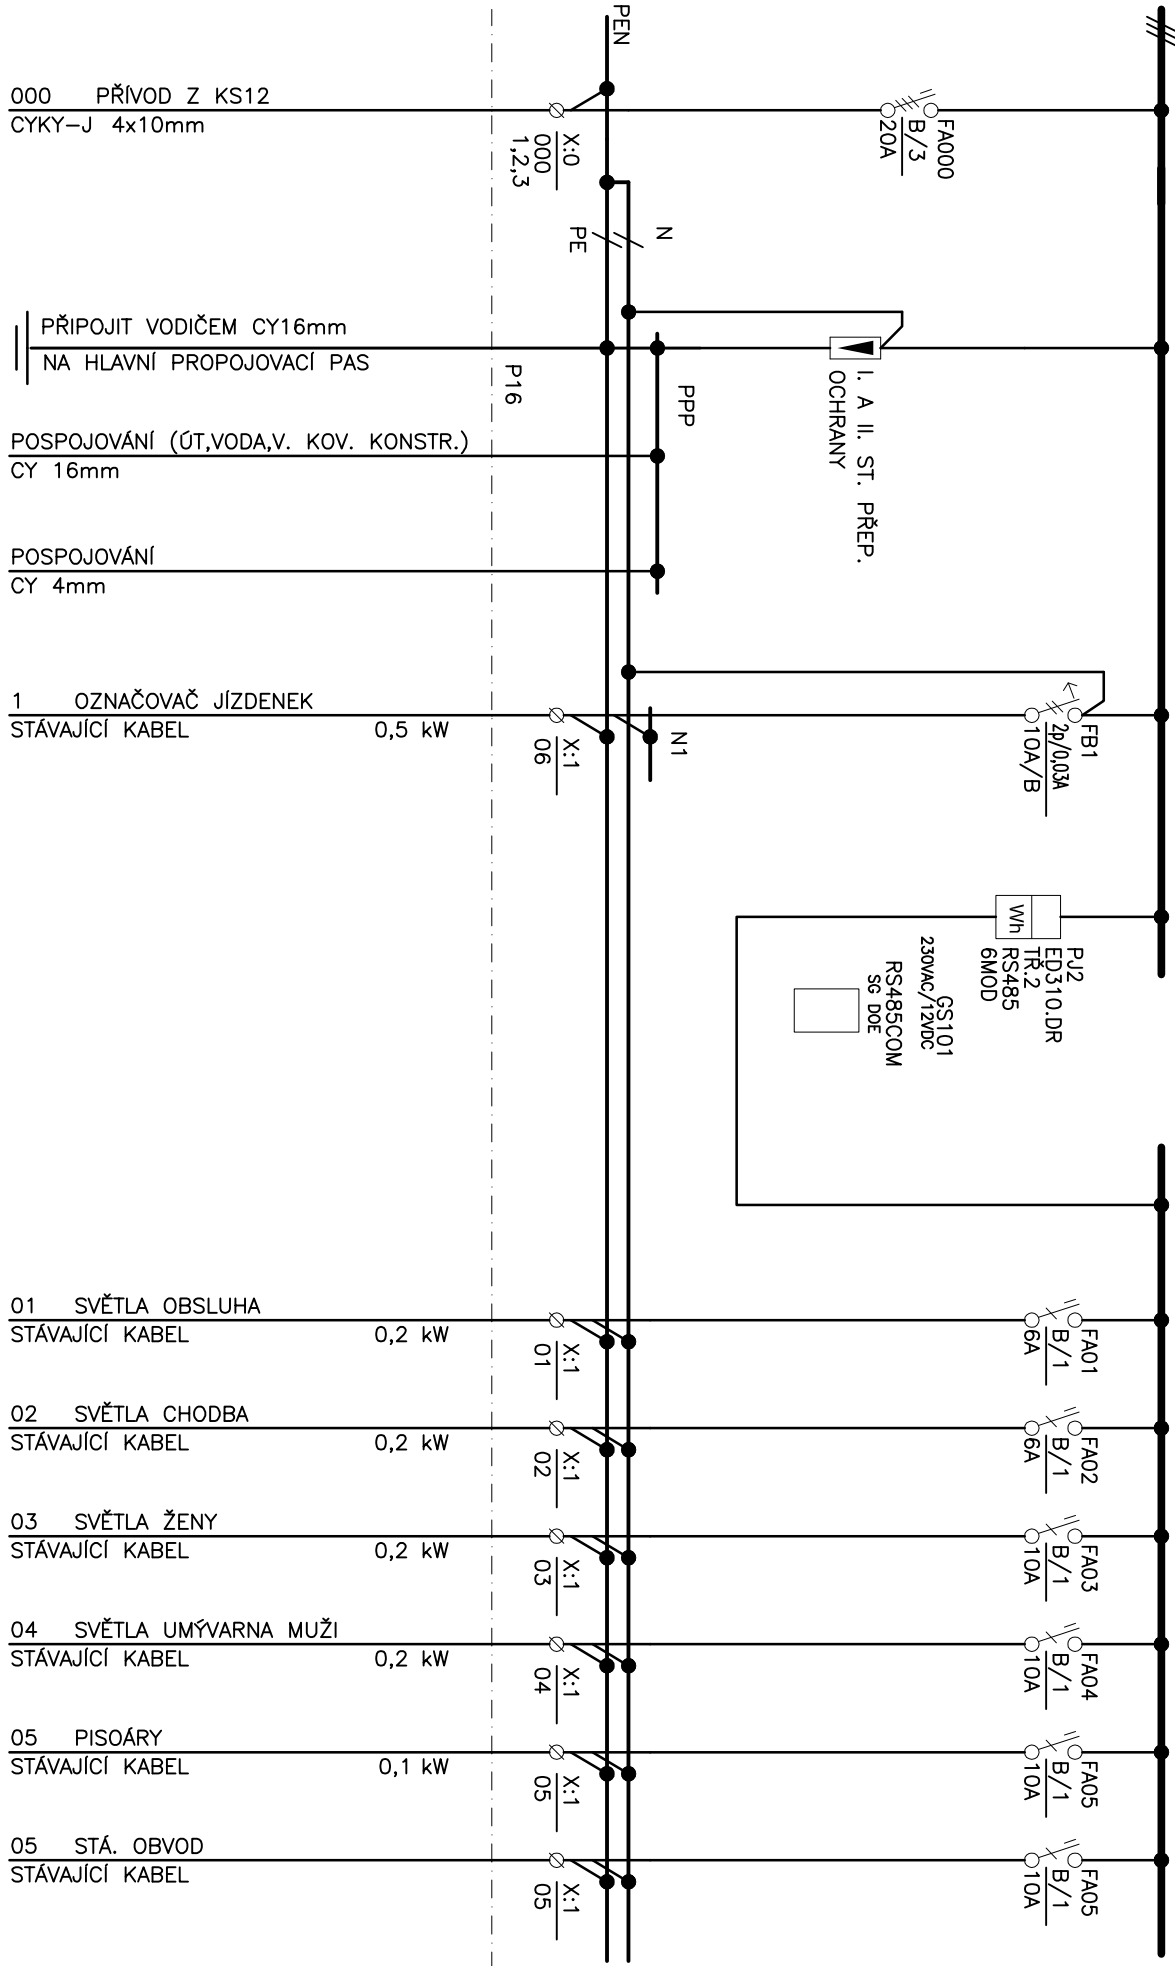 PEN
000 PŘÍVOD Z KS12
CYKY-J 4x10mm
X:0
000
1,2,3
FA000
B/3
20A
N
PE
PŘIPOJIT VODIČEM CY16mm
NA HLAVNÍ PROPOJOVACÍ PAS
P16
PPP
I. A II. ST. PŘEP.
OCHRANY
POSPOJOVÁNÍ (ÚT,VODA,V. KOV. KONSTR.)
CY 16mm
POSPOJOVÁNÍ
CY 4mm
1 OZNAČOVAČ JÍZDENEK
STÁVAJÍCÍ KABEL 0,5 kW
X:1
06
N1
FB1
2p/0,03A
10A/B
Wh
PJ2
ED310.DR
TŘ.2
RS485
6MOD
GS101
230VAC/12VDC
RS485COM
SG DOE
01 SVĚTLA OBSLUHA
STÁVAJÍCÍ KABEL 0,2 kW
X:1
01
FA01
B/1
6A
02 SVĚTLA CHODBA
STÁVAJÍCÍ KABEL 0,2 kW
X:1
02
FA02
B/1
6A
03 SVĚTLA ŽENY
STÁVAJÍCÍ KABEL 0,2 kW
X:1
03
FA03
B/1
10A
04 SVĚTLA UMÝVARNA MUŽI
STÁVAJÍCÍ KABEL 0,2 kW
X:1
04
FA04
B/1
10A
05 PISOÁRY
STÁVAJÍCÍ KABEL 0,1 kW
X:1
05
FA05
B/1
10A
05 STÁ. OBVOD
STÁVAJÍCÍ KABEL
X:1
05
FA05
B/1
10A